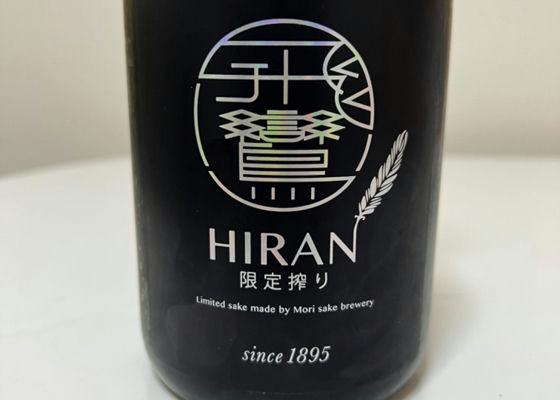 HIRAN
限定搾り
Limited sake made by Mori sake brewery
since 1895